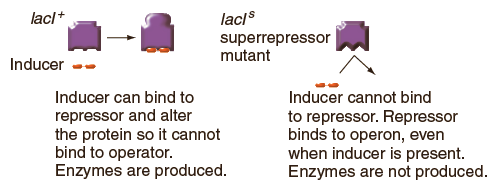 lacI+
Inducer
Inducer can bind to
repressor and alter
the protein so it cannot
bind to operator.
Enzymes are produced.
lacIs
superrepressor
mutant
Inducer cannot bind
to repressor. Repressor
binds to operon, even
when inducer is present.
Enzymes are not produced.